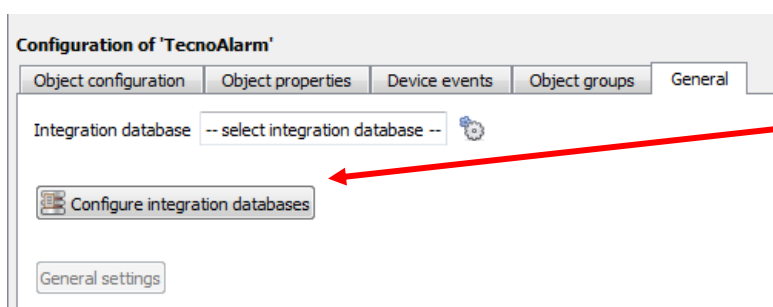 Configuration of 'TecnoAlarm'
Object configuration Object properties Device events Object groups General
Integration database -- select integration database --
Configure integration databases
General settings